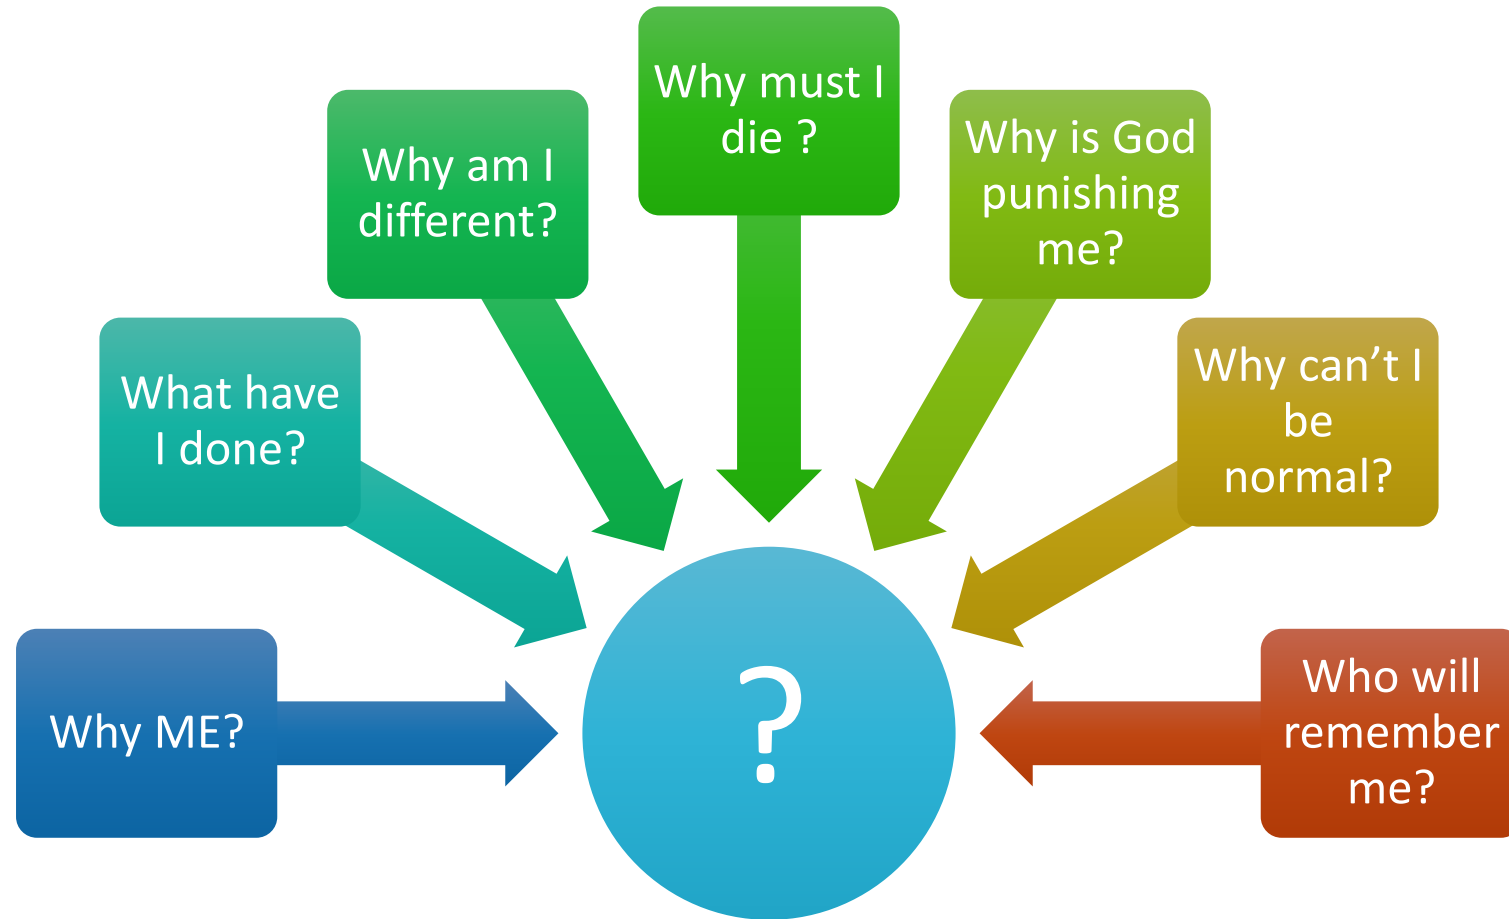 Why ME?
What have
I done?
Why am I
different?
Why must I
die ?
Why is God
punishing
me?
Why can’t I
be
normal?
Who will
remember
me?
?